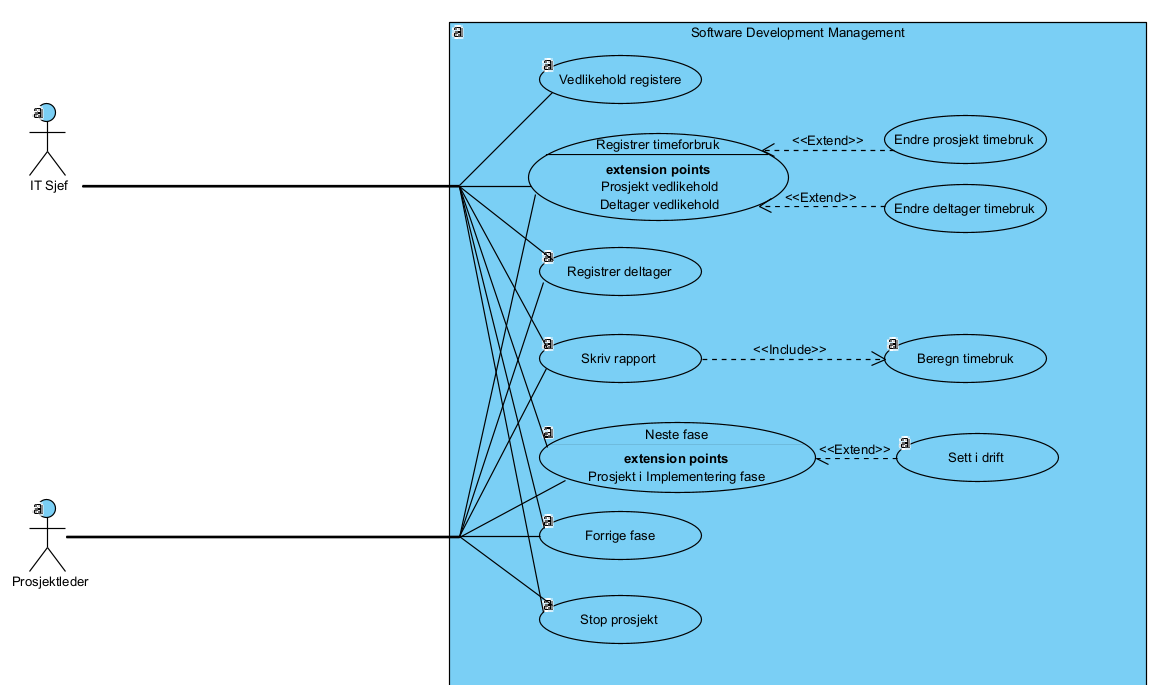 Software Development Management
Vedlikehold registere
Registrer timeforbruk
extension points
Prosjekt vedlikehold
Deltager vedlikehold
<<Extend>>
Endre prosjekt timebruk
<<Extend>>
Endre deltager timebruk
IT Sjef
Registrer deltager
Skriv rapport
<<Include>>
Beregn timebruk
Neste fase
extension points
Prosjekt i Implementering fase
<<Extend>>
Sett i drift
Forrige fase
Prosjektleder
Stop prosjekt